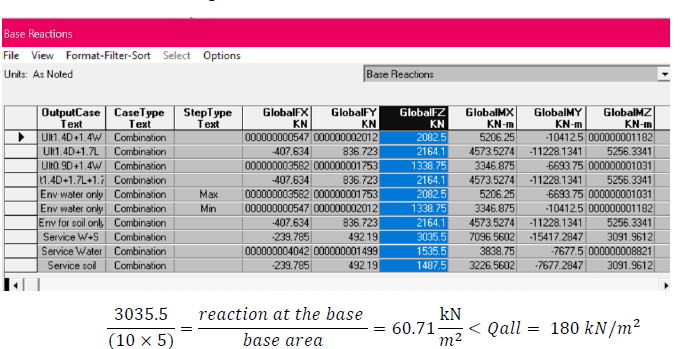 Base Reactions
File View Format-Filter-Sort Select Options
Units: As Noted
Base Reactions
OutputCase CaseType StepType GlobalFX GlobalFY GlobalFZ GlobalMX GlobalMY GlobalMZ
Text Text Text KN KN KN KN-m KN-m KN-m
Ult1.4D+1.4W Combination 000000000547 000000002012 2082.5 5206.25 -10412.5 000000001182
Ult1.4D+1.7L Combination -407.634 836.723 2164.1 4573.5274 -11228.1341 5256.3341
Ult0.9D+1.4W Combination 000000003582 000000001753 1338.75 3346.875 -6693.75 000000001031
t1.4D+1.7L+1.7 Combination -407.634 836.723 2164.1 4573.5274 -11228.1341 5256.3341
Env water only Combination Max 000000003582 000000001753 2082.5 5206.25 -6693.75 000000001031
Env water only Combination Min 000000000547 000000002012 1338.75 3346.875 -10412.5 000000001182
Env for soil only Combination -407.634 836.723 2164.1 4573.5274 -11228.1341 5256.3341
Service W+S Combination -239.785 492.19 3035.5 7096.5602 -15417.2847 3091.9612
Service Water Combination 000000004042 000000001499 1535.5 3838.75 -7677.5 000000008821
Service soil Combination -239.785 492.19 1487.5 3226.5602 -7677.2847 3091.9612
3035.5 / (10 × 5) = reaction at the base / base area = 60.71 kN/m² < Qall = 180 kN/m²